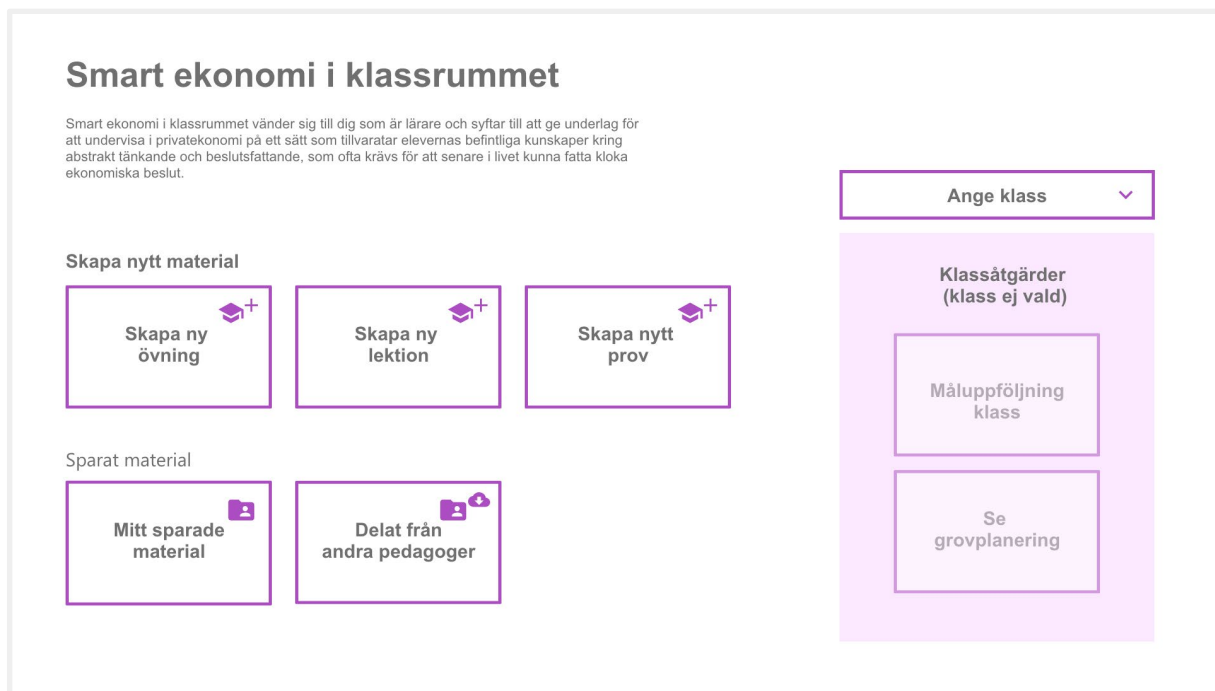 Smart ekonomi i klassrummet
Smart ekonomi i klassrummet vänder sig till dig som är lärare och syftar till att ge underlag för
att undervisa i privatekonomi på ett sätt som tillvaratar elevernas befintliga kunskaper kring
abstrakt tänkande och beslutsfattande, som ofta krävs för att senare i livet kunna fatta kloka
ekonomiska beslut.
Ange klass
Skapa nytt material
Skapa ny
övning
Skapa ny
lektion
Skapa nytt
prov
Sparat material
Mitt sparade
material
Delat från
andra pedagoger
Klassåtgärder
(klass ej vald)
Måluppföljning
klass
Se
grovplanering